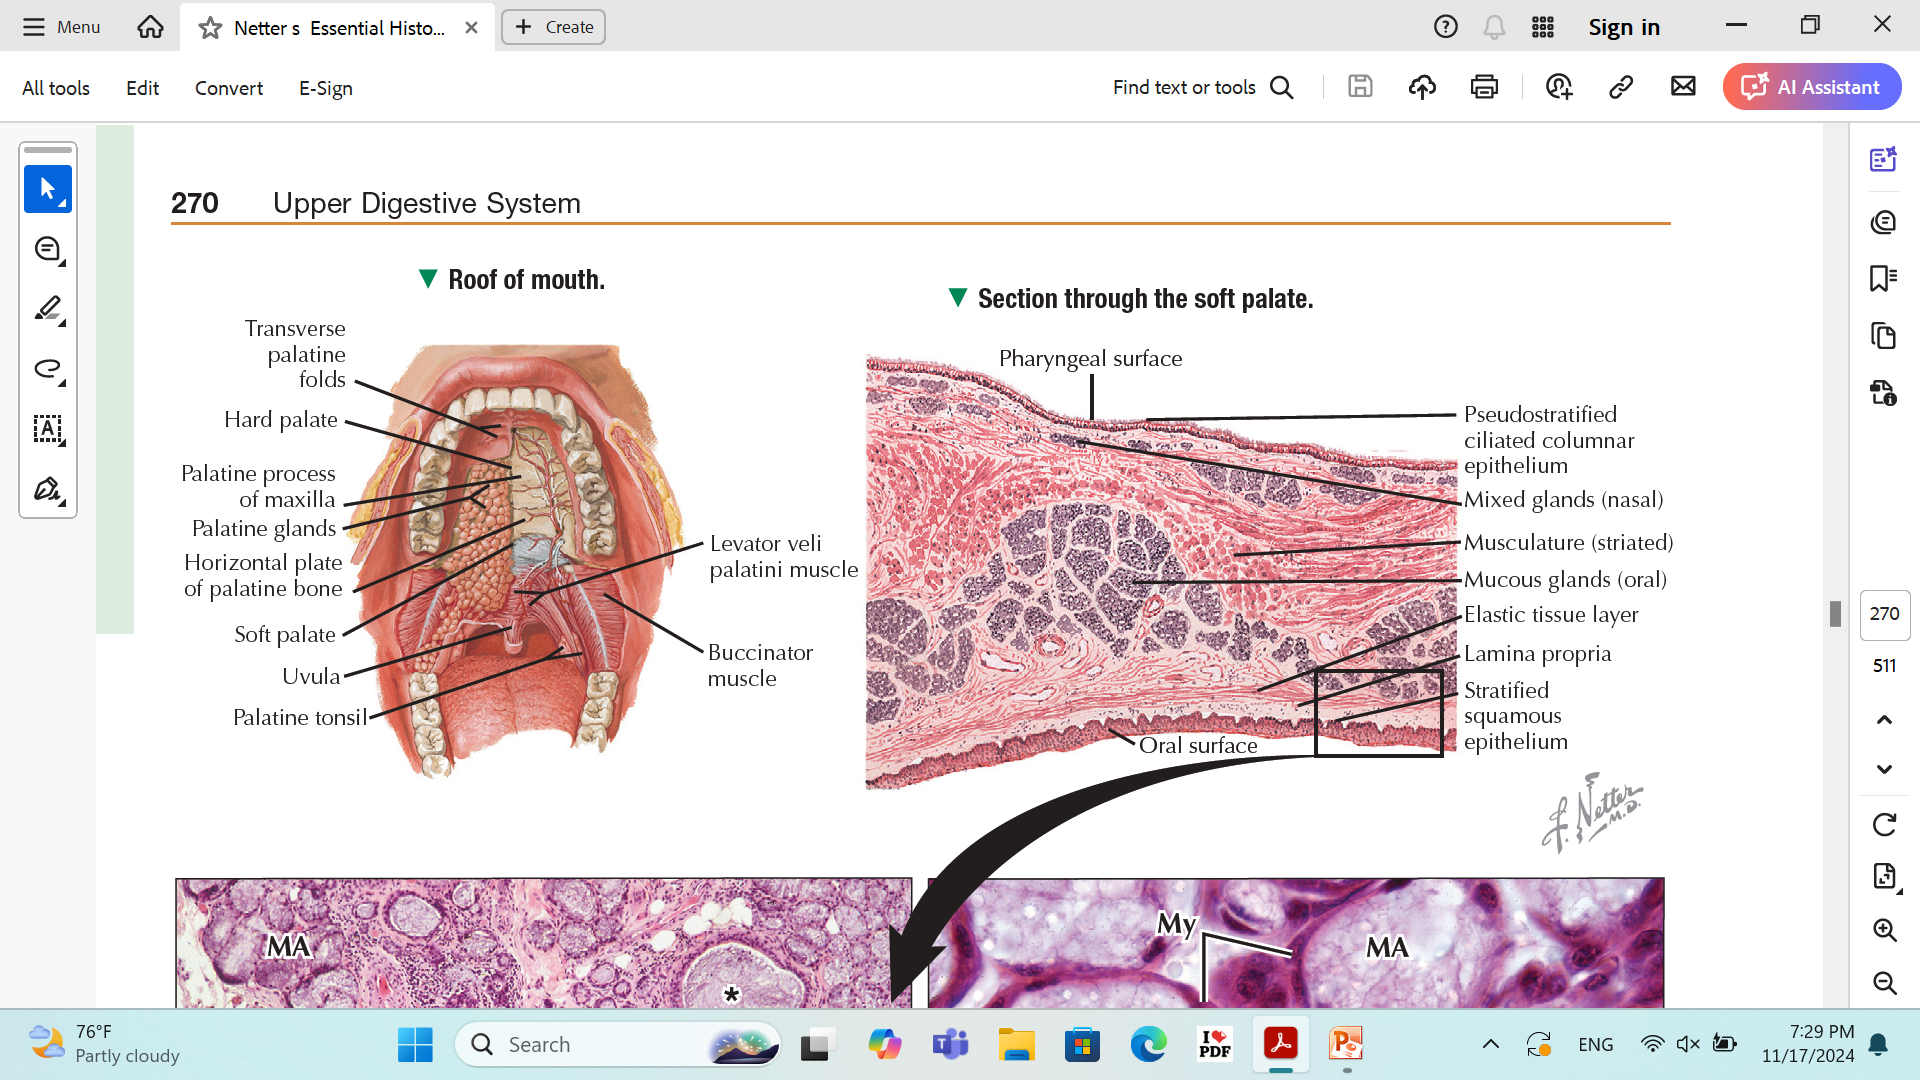 Menu
Netter s  Essential Histo...
Create
Sign in
All tools
Edit
Convert
E-Sign
Find text or tools
AI Assistant
270 Upper Digestive System
▼ Roof of mouth.
Transverse
palatine
folds
Hard palate
Palatine process
of maxilla
Palatine glands
Horizontal plate
of palatine bone
Soft palate
Uvula
Palatine tonsil
Levator veli
palatini muscle
Buccinator
muscle
▼ Section through the soft palate.
Pharyngeal surface
Pseudostratified
ciliated columnar
epithelium
Mixed glands (nasal)
Musculature (striated)
Mucous glands (oral)
Elastic tissue layer
Lamina propria
Stratified
squamous
epithelium
Oral surface
F. Netter
M.D.
MA
*
My
MA
270
511
76°F
Partly cloudy
Search
I ♥
PDF
ENG
7:29 PM
11/17/2024